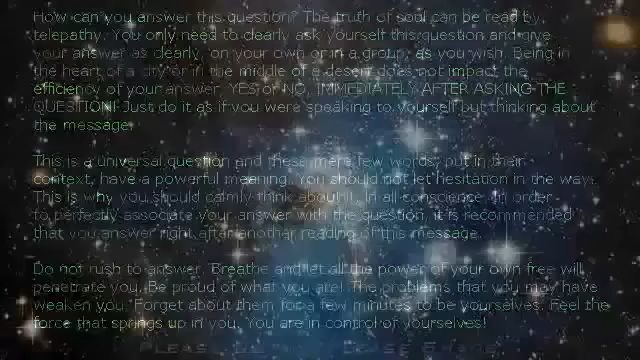 How can you answer this question? The truth of soul can be read by
telepathy. You only need to clearly ask yourself this question and give
your answer as clearly, on your own or in a group, as you wish. Being in
the heart of a city or in the middle of a desert does not impact the
efficiency of your answer, YES or NO, IMMEDIATELY AFTER ASKING THE
QUESTION! Just do it as if you were speaking to yourself but thinking about
the message.
This is a universal question and these mere few words, put in their
context, have a powerful meaning. You should not let hesitation in the way.
This is why you should calmly think about it, in all conscience. In order
to perfectly associate your answer with the question, it is recommended
that you answer right after another reading of this message.
Do not rush to answer. Breathe and let all the power of your own free will
penetrate you. Be proud of what you are! The problems that you may have
weaken you. Forget about them for a few minutes to be yourselves. Feel the
force that springs up in you. You are in control of yourselves!